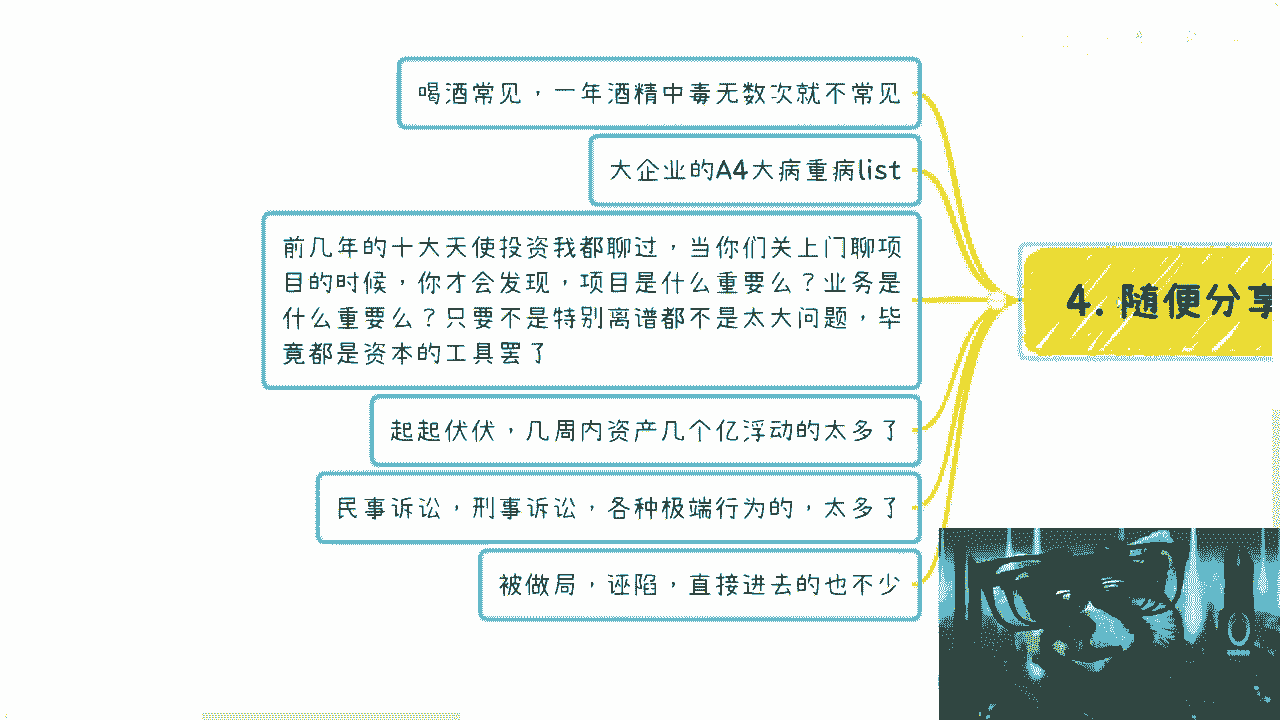 喝酒常见，一年酒精中毒无数次就不常见
大企业的A4大病重病list
前几年的十大天使投资我都聊过，当你们关上门聊项
目的时候，你才会发现，项目是什么重要么？业务是
什么重要么？只要不是特别离谱都不是太大问题，毕
竟都是资本的工具罢了
起起伏伏，几周内资产几个亿浮动的太多了
民事诉讼，刑事诉讼，各种极端行为的，太多了
被做局，诬陷，直接进去的也不少
4. 随便分享